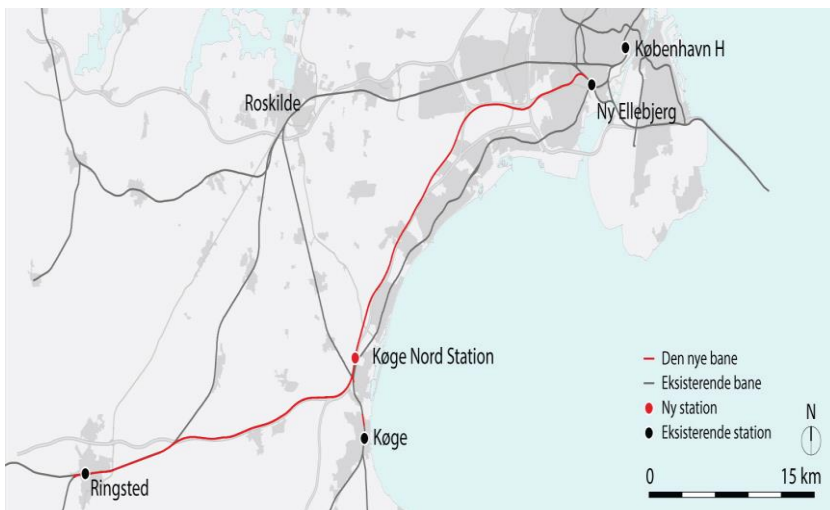 København H
Roskilde
Ny Ellebjerg
Køge Nord Station
Den nye bane
Eksisterende bane
Ny station
Eksisterende station
N
Køge
Ringsted
0 15 km